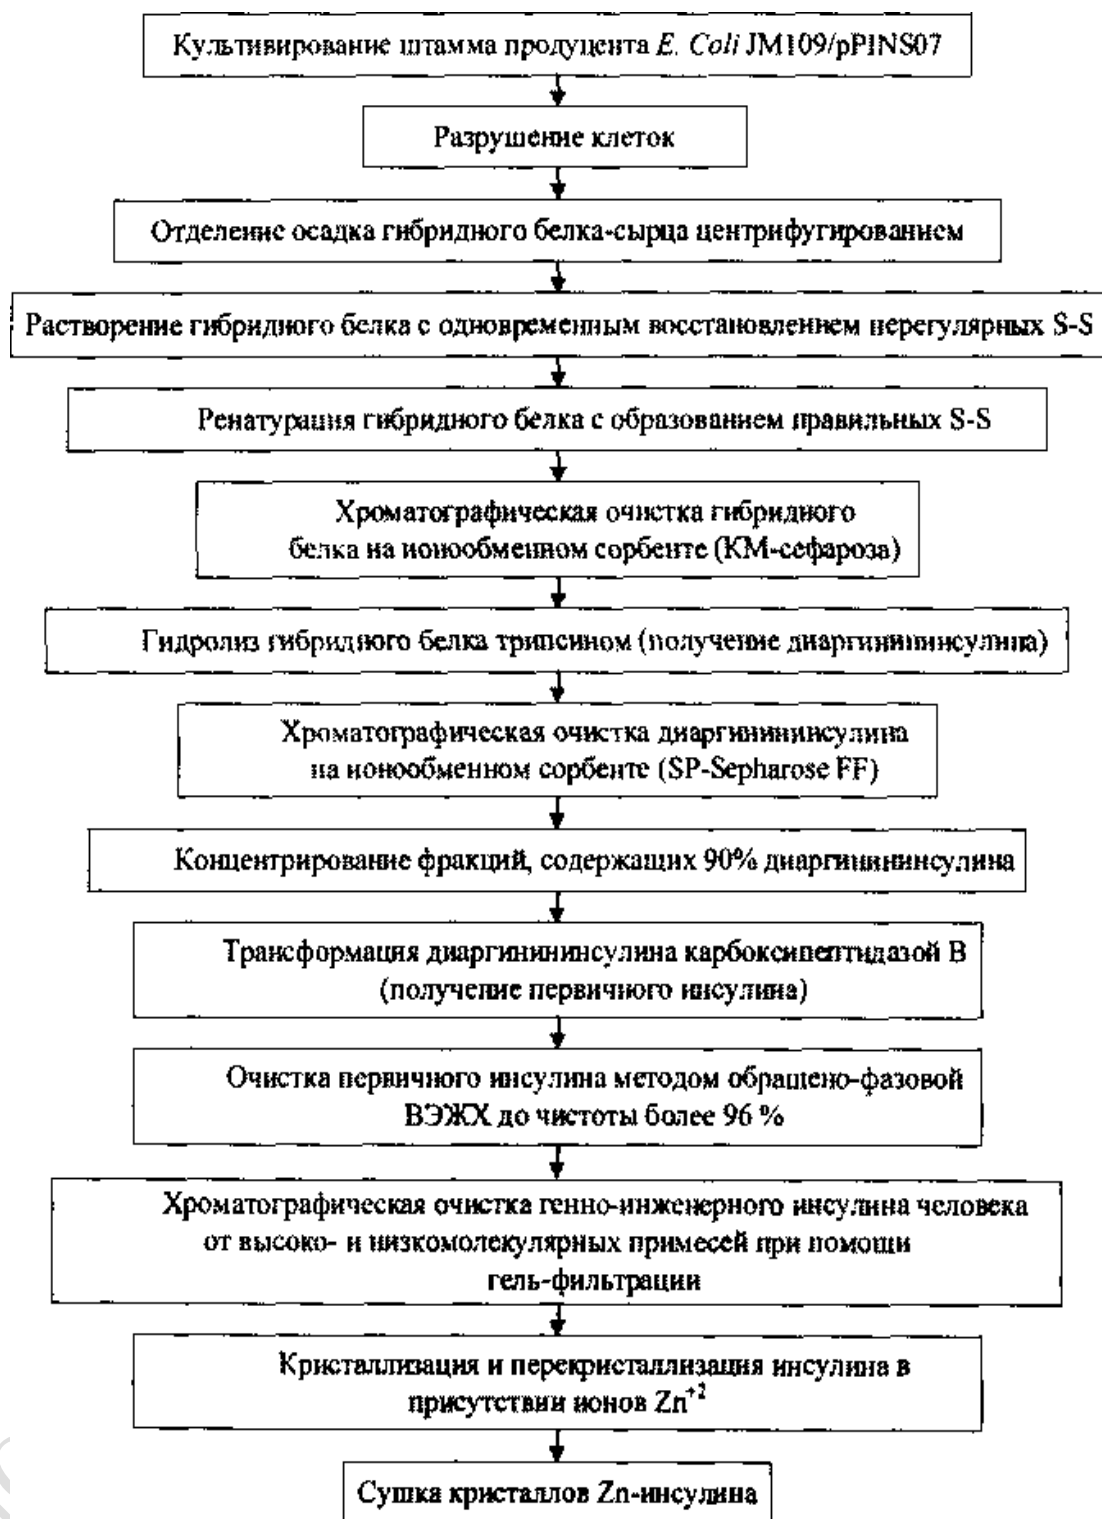 Культивирование штамма продуцента E. Coli JM109/pPINS07
Разрушение клеток
Отделение осадка гибридного белка-сырца центрифугированием
Растворение гибридного белка с одновременным восстановлением нерегулярных S-S
Ренатурация гибридного белка с образованием правильных S-S
Хроматографическая очистка гибридного
белка на ионообменном сорбенте (КМ-сефароза)
Гидролиз гибридного белка трипсином (получение диаргининнсулина)
Хроматографическая очистка диаргининнинсулина
на ионообменном сорбенте (SP-Sepharose FF)
Концентрирование фракций, содержащих 90% диаргининнсулина
Трансформация диаргининнинсулина карбоксипептидазой В
(получение первичного инсулина)
Очистка первичного инсулина методом обращено-фазовой
ВЭЖХ до чистоты более 96 %
Хроматографическая очистка генно-инженерного инсулина человека
от высоко- и низкомолекулярных примесей при помощи
гель-фильтрации
Кристаллизация и перекристаллизация инсулина в
присутствии ионов Zn+2
Сушка кристаллов Zn-инсулина